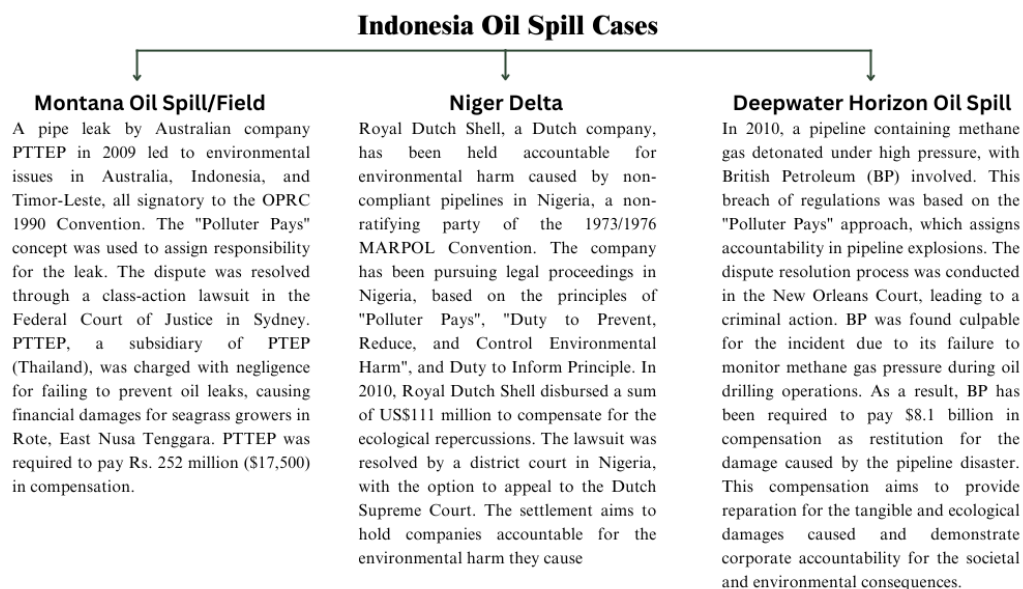 Indonesia Oil Spill Cases
Montana Oil Spill/Field
A pipe leak by Australian company
PTTEP in 2009 led to environmental
issues in Australia, Indonesia, and
Timor-Leste, all signatory to the OPRC
1990 Convention. The "Polluter Pays"
concept was used to assign responsibility
for the leak. The dispute was resolved
through a class-action lawsuit in the
Federal Court of Justice in Sydney.
PTTEP, a subsidiary of PTEP
(Thailand), was charged with negligence
for failing to prevent oil leaks, causing
financial damages for seagrass growers in
Rote, East Nusa Tenggara. PTTEP was
required to pay Rs. 252 million ($17,500)
in compensation.
Niger Delta
Royal Dutch Shell, a Dutch company,
has been held accountable for
environmental harm caused by non-
compliant pipelines in Nigeria, a non-
ratifying party of the 1973/1976
MARPOL Convention. The company
has been pursuing legal proceedings in
Nigeria, based on the principles of
"Polluter Pays", "Duty to Prevent,
Reduce, and Control Environmental
Harm", and Duty to Inform Principle. In
2010, Royal Dutch Shell disbursed a sum
of US$111 million to compensate for the
ecological repercussions. The lawsuit was
resolved by a district court in Nigeria,
with the option to appeal to the Dutch
Supreme Court. The settlement aims to
hold companies accountable for the
environmental harm they cause
Deepwater Horizon Oil Spill
In 2010, a pipeline containing methane
gas detonated under high pressure, with
British Petroleum (BP) involved. This
breach of regulations was based on the
"Polluter Pays" approach, which assigns
accountability in pipeline explosions. The
dispute resolution process was conducted
in the New Orleans Court, leading to a
criminal action. BP was found culpable
for the incident due to its failure to
monitor methane gas pressure during oil
drilling operations. As a result, BP has
been required to pay $8.1 billion in
compensation as restitution for the
damage caused by the pipeline disaster.
This compensation aims to provide
reparation for the tangible and ecological
damages caused and demonstrate
corporate accountability for the societal
and environmental consequences.